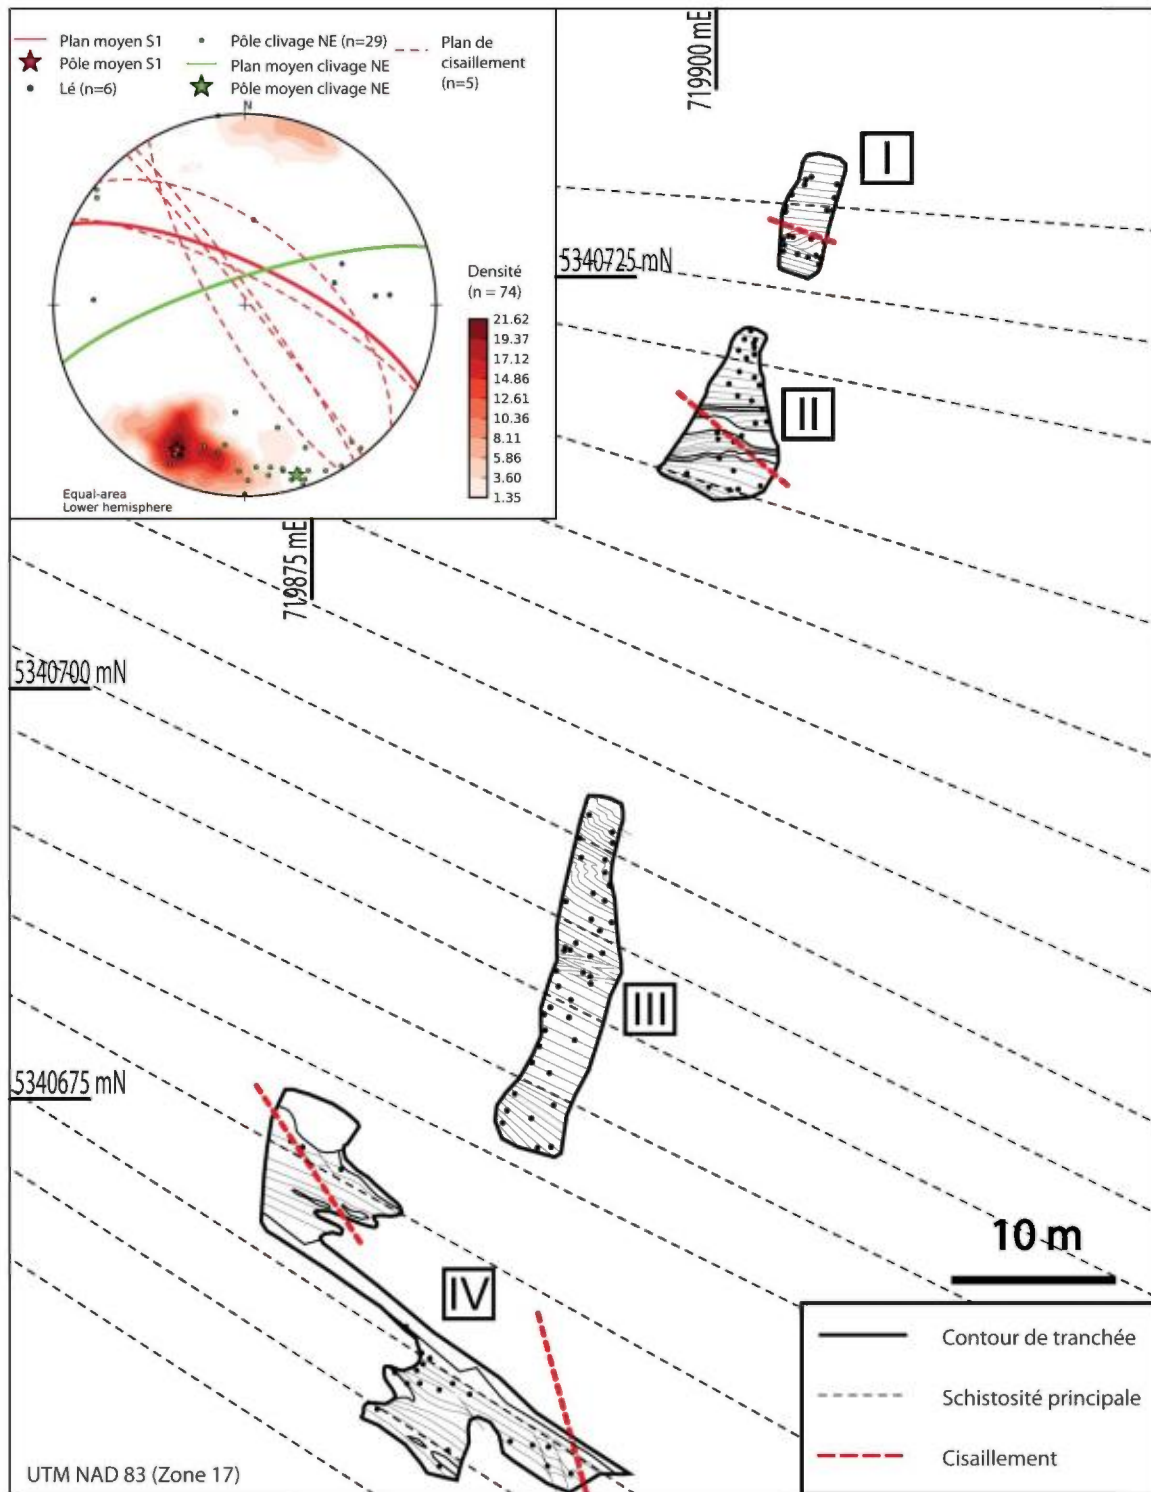 Plan moyen S1
Pôle moyen S1
Lé (n=6)
Pôle clivage NE (n=29)
Plan moyen clivage NE
Pôle moyen clivage NE
Plan de
cisaillement
(n=5)
N
Densité
(n = 74)
21.62
19.37
17.12
14.86
12.61
10.36
8.11
5.86
3.60
1.35
Equal-area
Lower hemisphere
719900 mE
I
5340725 mN
II
719875 mE
5340700 mN
III
5340675 mN
IV
10 m
Contour de tranchée
Schistosité principale
Cisaillement
UTM NAD 83 (Zone 17)